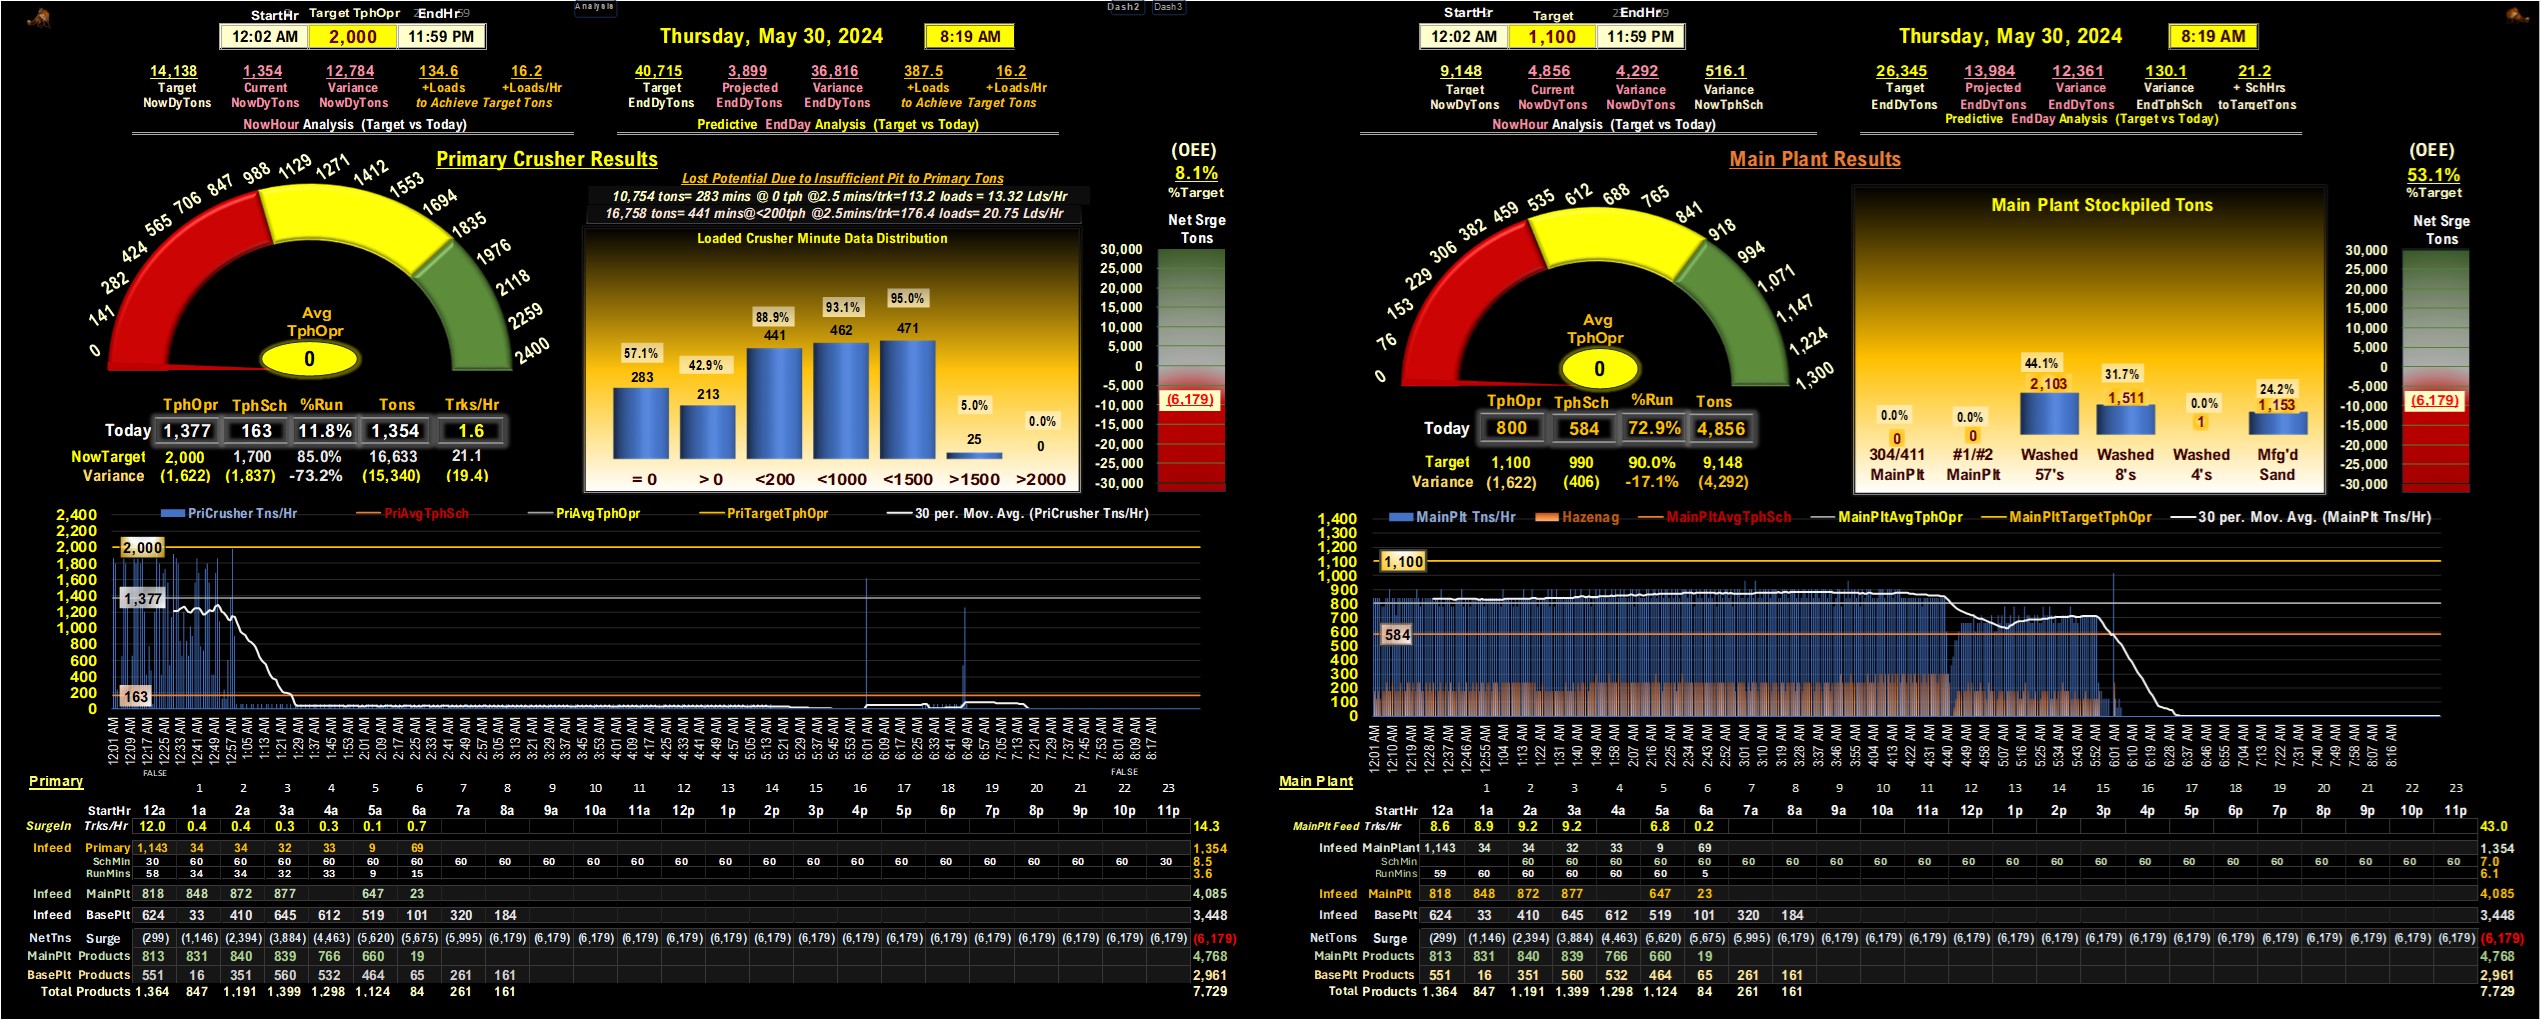 Analysis
Dash2 Dash3
StartHr Target TphOpr EndHr
12:02 AM 2,000 11:59 PM
Thursday, May 30, 2024 8:19 AM
14,138 1,354 12,784 134.6 16.2
Target Current Variance +Loads +Loads/Hr
NowDyTons NowDyTons NowDyTons to Achieve Target Tons
NowHour Analysis (Target vs Today)
40,715 3,899 36,816 387.5 16.2
Target Projected Variance +Loads +Loads/Hr
EndDyTons EndDyTons EndDyTons to Achieve Target Tons
Predictive EndDay Analysis (Target vs Today)
Primary Crusher Results
0 141 282 424 565 706 847 988 1129 1271 1412 1553 1694 1835 1976 2118 2259 2400
Avg
TphOpr
0
Lost Potential Due to Insufficient Pit to Primary Tons
10,754 tons= 283 mins @ 0 tph @2.5 mins/trk=113.2 loads = 13.32 Lds/Hr
16,758 tons= 441 mins@<200tph @2.5mins/trk=176.4 loads= 20.75 Lds/Hr
Loaded Crusher Minute Data Distribution
57.1% 42.9% 88.9% 93.1% 95.0% 5.0% 0.0%
283 213 441 462 471 25 0
= 0 > 0 <200 <1000 <1500 >1500 >2000
(OEE)
8.1%
%Target
Net Srge
Tons
30,000
25,000
20,000
15,000
10,000
5,000
0
-5,000
-10,000
-15,000
-20,000
-25,000
-30,000
(6,179)
TphOpr TphSch %Run Tons Trks/Hr
Today 1,377 163 11.8% 1,354 1.6
NowTarget 2,000 1,700 85.0% 16,633 21.1
Variance (1,622) (1,837) -73.2% (15,340) (19.4)
PriCrusher Tns/Hr PriAvgTphSch PriAvgTphOpr PriTargetTphOpr 30 per. Mov. Avg. (PriCrusher Tns/Hr)
2,400
2,200
2,000
1,800
1,600
1,400
1,200
1,000
800
600
400
200
0
2,000
1,377
163
12:01 AM 12:09 AM 12:17 AM 12:25 AM 12:33 AM 12:41 AM 12:49 AM 12:57 AM 1:05 AM 1:13 AM 1:21 AM 1:29 AM 1:37 AM 1:45 AM 1:53 AM 2:01 AM 2:09 AM 2:17 AM 2:25 AM 2:33 AM 2:41 AM 2:49 AM 2:57 AM 3:05 AM 3:13 AM 3:21 AM 3:29 AM 3:37 AM 3:45 AM 3:53 AM 4:01 AM 4:09 AM 4:17 AM 4:25 AM 4:33 AM 4:41 AM 4:49 AM 4:57 AM 5:05 AM 5:13 AM 5:21 AM 5:29 AM 5:37 AM 5:45 AM 5:53 AM 6:01 AM 6:09 AM 6:17 AM 6:25 AM 6:33 AM 6:41 AM 6:49 AM 6:57 AM 7:05 AM 7:13 AM 7:21 AM 7:29 AM 7:37 AM 7:45 AM 7:53 AM 8:01 AM 8:09 AM 8:17 AM
FALSE FALSE
Primary
1 2 3 4 5 6 7 8 9 10 11 12 13 14 15 16 17 18 19 20 21 22 23
StartHr 12a 1a 2a 3a 4a 5a 6a 7a 8a 9a 10a 11a 12p 1p 2p 3p 4p 5p 6p 7p 8p 9p 10p 11p
SurgeIn Trks/Hr 12.0 0.4 0.4 0.3 0.3 0.1 0.7 14.3
Infeed Primary 1,143 34 34 32 33 9 69 1,354
SchMin 30 60 60 60 60 60 60 60 60 60 60 60 60 60 60 60 60 60 60 60 60 60 60 30 8.5
RunMins 58 34 34 32 33 9 15 3.6
Infeed MainPlt 818 848 872 877 647 23 4,085
Infeed BasePlt 624 33 410 645 612 519 101 320 184 3,448
NetTns Surge (299) (1,146) (2,394) (3,884) (4,463) (5,620) (5,675) (5,995) (6,179) (6,179) (6,179) (6,179) (6,179) (6,179) (6,179) (6,179) (6,179) (6,179) (6,179) (6,179) (6,179) (6,179) (6,179) (6,179) (6,179)
MainPlt Products 813 831 840 839 766 660 19 4,768
BasePlt Products 551 16 351 560 532 464 65 261 161 2,961
Total Products 1,364 847 1,191 1,399 1,298 1,124 84 261 161 7,729
StartHr Target EndHr
12:02 AM 1,100 11:59 PM
Thursday, May 30, 2024 8:19 AM
9,148 4,856 4,292 516.1
Target Current Variance Variance
NowDyTons NowDyTons NowDyTons NowTphSch
NowHour Analysis (Target vs Today)
26,345 13,984 12,361 130.1 21.2
Target Projected Variance Variance + SchHrs
EndDyTons EndDyTons EndDyTons EndTphSch toTargetTons
Predictive EndDay Analysis (Target vs Today)
Main Plant Results
0 76 153 229 306 382 459 535 612 688 765 841 918 994 1,071 1,147 1,224 1,300
Avg
TphOpr
0
Main Plant Stockpiled Tons
0.0% 0.0% 44.1% 31.7% 0.0% 24.2%
0 0 2,103 1,511 1 1,153
304/411 #1/#2 Washed Washed Washed Mfg'd
MainPlt MainPlt 57's 8's 4's Sand
(OEE)
53.1%
%Target
Net Srge
Tons
30,000
25,000
20,000
15,000
10,000
5,000
0
-5,000
-10,000
-15,000
-20,000
-25,000
-30,000
(6,179)
TphOpr TphSch %Run Tons
Today 800 584 72.9% 4,856
Target 1,100 990 90.0% 9,148
Variance (1,622) (406) -17.1% (4,292)
MainPlt Tns/Hr Hazenag MainPltAvgTphSch MainPltAvgTphOpr MainPltTargetTphOpr 30 per. Mov. Avg. (MainPlt Tns/Hr)
1,400
1,300
1,200
1,100
1,000
900
800
700
600
500
400
300
200
100
0
1,100
584
12:01 AM 12:10 AM 12:19 AM 12:28 AM 12:37 AM 12:46 AM 12:55 AM 1:04 AM 1:13 AM 1:22 AM 1:31 AM 1:40 AM 1:49 AM 1:58 AM 2:07 AM 2:16 AM 2:25 AM 2:34 AM 2:43 AM 2:52 AM 3:01 AM 3:10 AM 3:19 AM 3:28 AM 3:37 AM 3:46 AM 3:55 AM 4:04 AM 4:13 AM 4:22 AM 4:31 AM 4:40 AM 4:49 AM 4:58 AM 5:07 AM 5:16 AM 5:25 AM 5:34 AM 5:43 AM 5:52 AM 6:01 AM 6:10 AM 6:19 AM 6:28 AM 6:37 AM 6:46 AM 6:55 AM 7:04 AM 7:13 AM 7:22 AM 7:31 AM 7:40 AM 7:49 AM 7:58 AM 8:07 AM 8:16 AM
Main Plant
1 2 3 4 5 6 7 8 9 10 11 12 13 14 15 16 17 18 19 20 21 22 23
StartHr 12a 1a 2a 3a 4a 5a 6a 7a 8a 9a 10a 11a 12p 1p 2p 3p 4p 5p 6p 7p 8p 9p 10p 11p
MainPlt Feed Trks/Hr 8.6 8.9 9.2 9.2 6.8 0.2 43.0
Infeed MainPlant 1,143 34 34 32 33 9 69 1,354
SchMin 60 60 60 60 60 60 60 60 60 60 60 60 60 60 60 60 60 60 60 60 60 60 7.0
RunMins 59 60 60 60 60 60 5 6.1
Infeed MainPlt 818 848 872 877 647 23 4,085
Infeed BasePlt 624 33 410 645 612 519 101 320 184 3,448
NetTons Surge (299) (1,146) (2,394) (3,884) (4,463) (5,620) (5,675) (5,995) (6,179) (6,179) (6,179) (6,179) (6,179) (6,179) (6,179) (6,179) (6,179) (6,179) (6,179) (6,179) (6,179) (6,179) (6,179) (6,179) (6,179)
MainPlt Products 813 831 840 839 766 660 19 4,768
BasePlt Products 551 16 351 560 532 464 65 261 161 2,961
Total Products 1,364 847 1,191 1,399 1,298 1,124 84 261 161 7,729